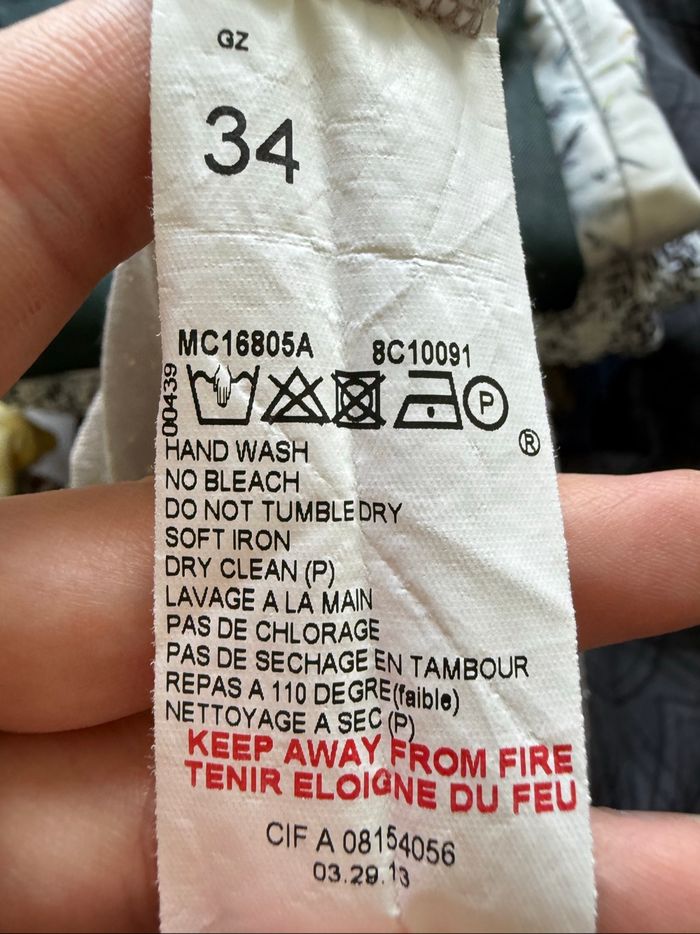 GZ
34
MC16805A 8C10091
00439
P
®
HAND WASH
NO BLEACH
DO NOT TUMBLE DRY
SOFT IRON
DRY CLEAN (P)
LAVAGE A LA MAIN
PAS DE CHLORAGE
PAS DE SECHAGE EN TAMBOUR
REPAS A 110 DEGRE(faible)
NETTOYAGE A SEC (P)
KEEP AWAY FROM FIRE
TENIR ELOIGNE DU FEU
CIF A 08154056
03.29.13